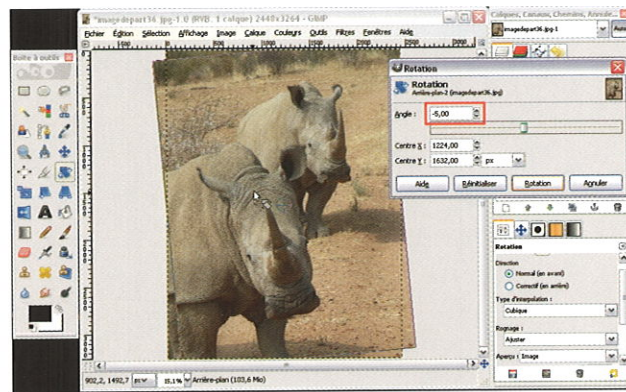 *imagedepart36.jpg-1.0 (RVB, 1 calque) 2448x3264 - GIMP
Fichier Édition Sélection Affichage Image Calque Couleurs Outils Filtres Fenêtres Aide
902,2, 1492,7 px 15,1% Arrière-plan (103,6 Mio)
Boîte à outils
Calques, Canaux, Chemins, Annule...
imagedepart36.jpg-1
Auto
Rotation
Rotation
Arrière-plan-2 (imagedepart36.jpg)
Angle : -5,00
Centre X : 1224,00
Centre Y : 1632,00 px
Aide Réinitialiser Rotation Annuler
Rotation
Direction
Normal (en avant)
Correctif (en arrière)
Type d'interpolation :
Cubique
Rognage :
Ajuster
Aperçu : Image